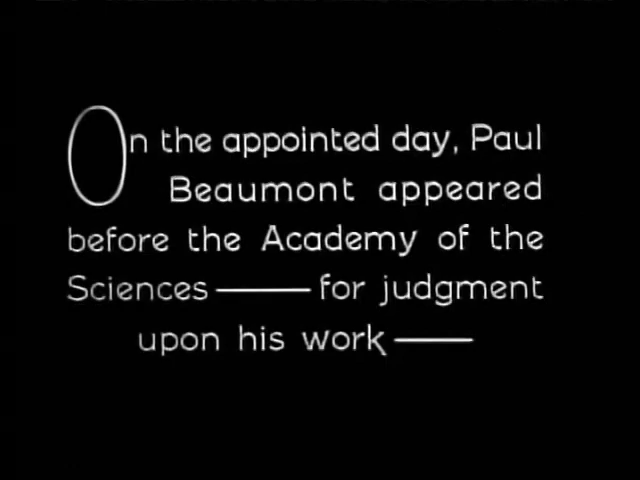 On the appointed day, Paul
Beaumont appeared
before the Academy of the
Sciences —— for judgment
upon his work ——